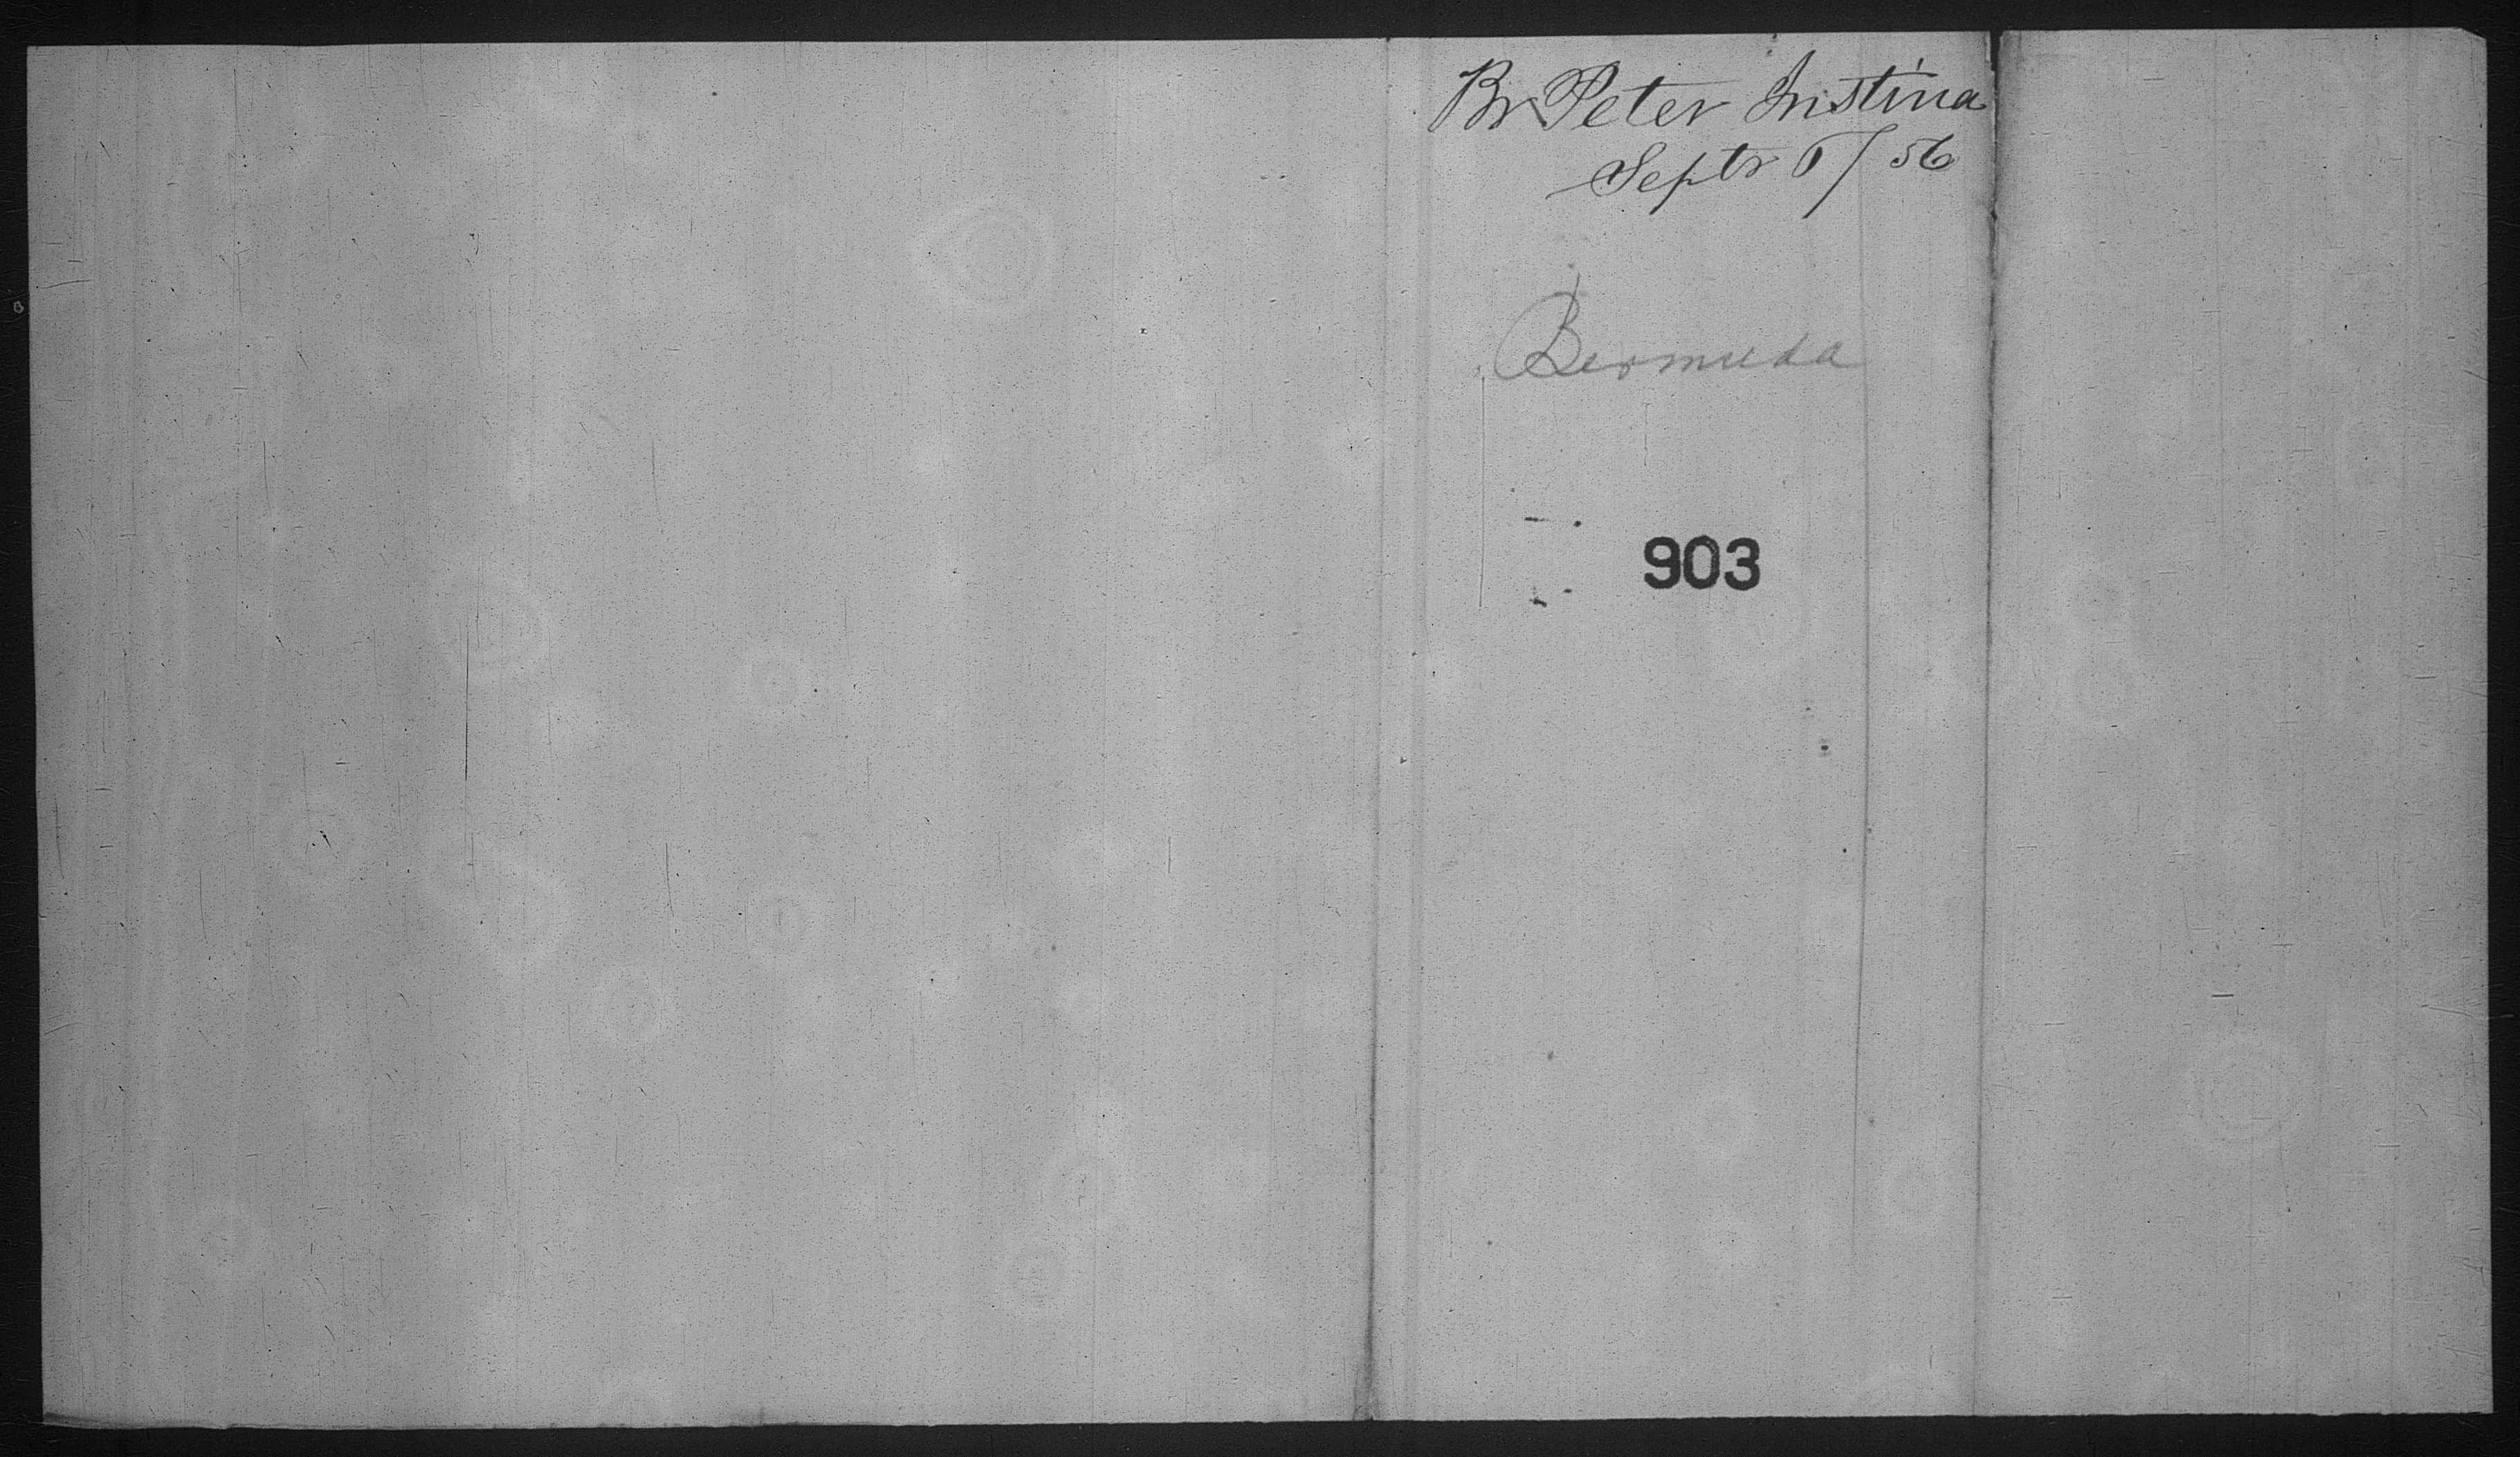 Br Peter Instina
Septr 6/56
Bermuda
903